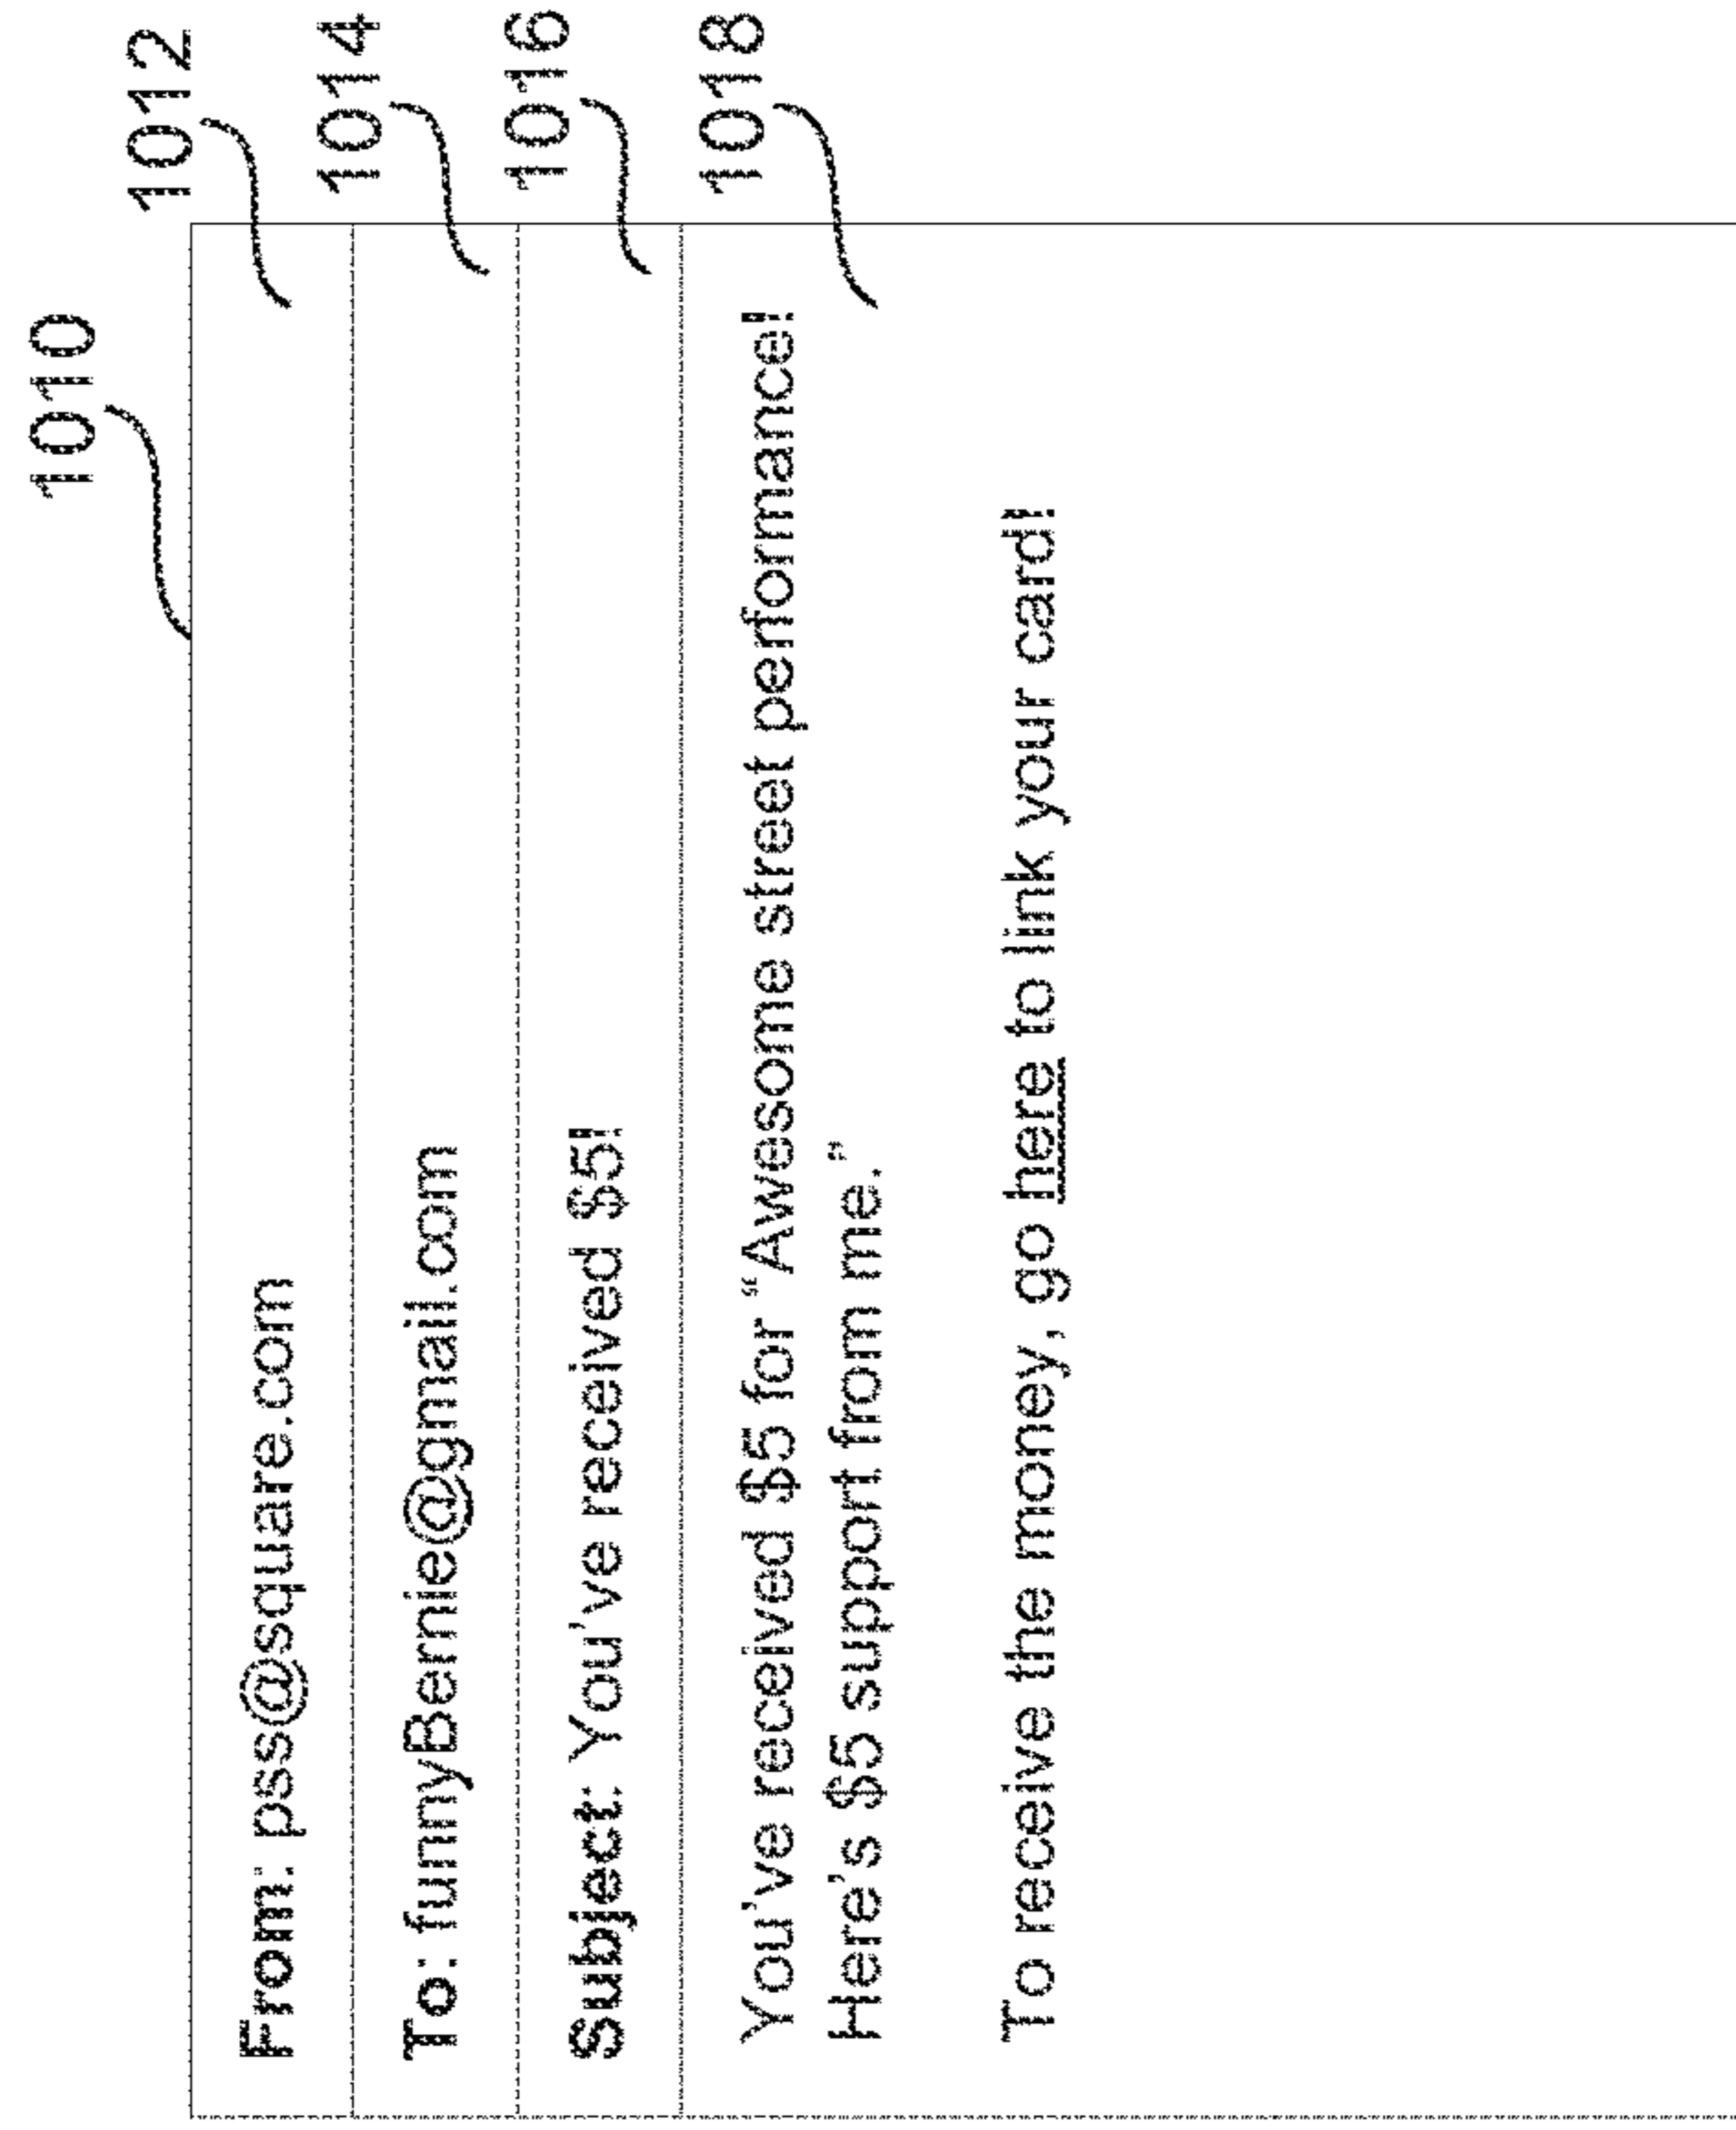 1010
1012
From: pss@square.com
1014
To: funnyBernie@gmail.com
1016
Subject: You've received $5!
1018
You've received $5 for “Awesome street performance!
Here's $5 support from me.”
To receive the money, go here to link your card!